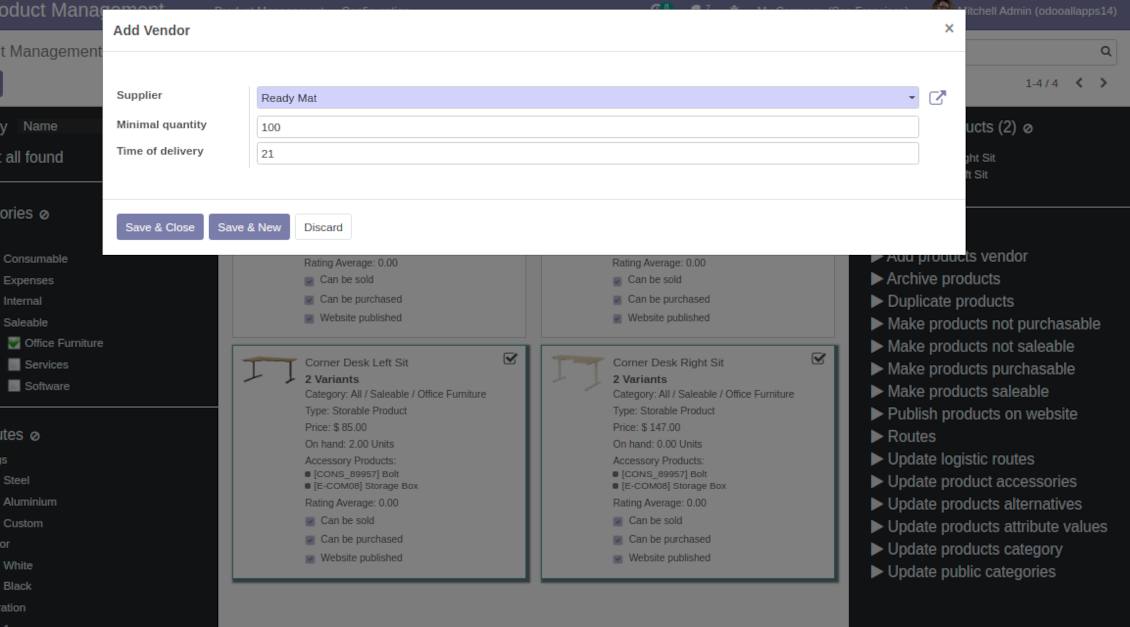 oduct Management
Mitchell Admin (odooallapps14)
Add Vendor
×
t Management
1-4 / 4
Supplier
Ready Mat
Minimal quantity
100
Time of delivery
21
Save & Close
Save & New
Discard
y
Name
t all found
ories
Consumable
Expenses
Internal
Saleable
Office Furniture
Services
Software
utes
gs
Steel
Aluminium
Custom
or
White
Black
ration
Rating Average: 0.00
Can be sold
Can be purchased
Website published
Rating Average: 0.00
Can be sold
Can be purchased
Website published
Corner Desk Left Sit
2 Variants
Category: All / Saleable / Office Furniture
Type: Storable Product
Price: $ 85.00
On hand: 2.00 Units
Accessory Products:
[CONS_89957] Bolt
[E-COM08] Storage Box
Rating Average: 0.00
Can be sold
Can be purchased
Website published
Corner Desk Right Sit
2 Variants
Category: All / Saleable / Office Furniture
Type: Storable Product
Price: $ 147.00
On hand: 0.00 Units
Accessory Products:
[CONS_89957] Bolt
[E-COM08] Storage Box
Rating Average: 0.00
Can be sold
Can be purchased
Website published
ucts (2)
ght Sit
ft Sit
Add products vendor
Archive products
Duplicate products
Make products not purchasable
Make products not saleable
Make products purchasable
Make products saleable
Publish products on website
Routes
Update logistic routes
Update product accessories
Update products alternatives
Update products attribute values
Update products category
Update public categories